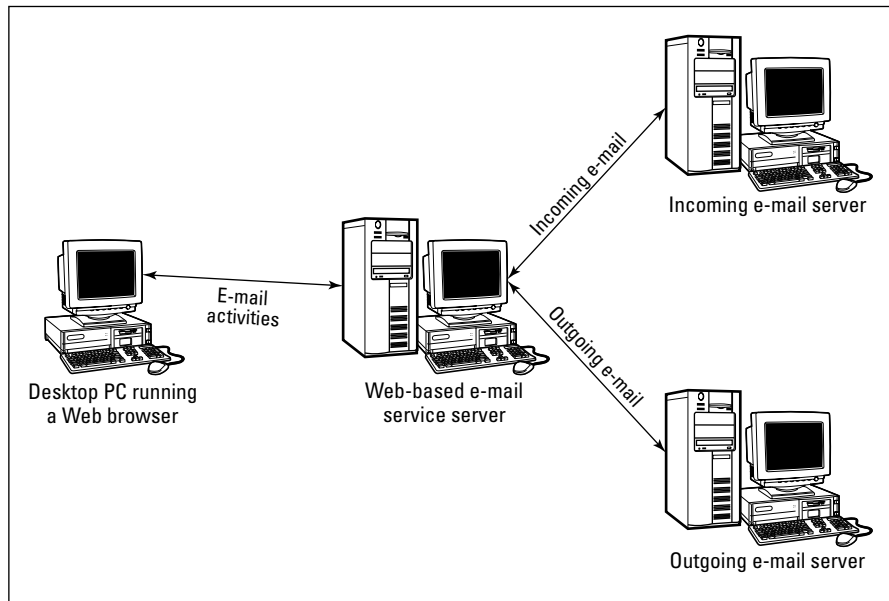 Incoming e-mail
Incoming e-mail server
E-mail
activities
Outgoing e-mail
Desktop PC running
a Web browser
Web-based e-mail
service server
Outgoing e-mail server